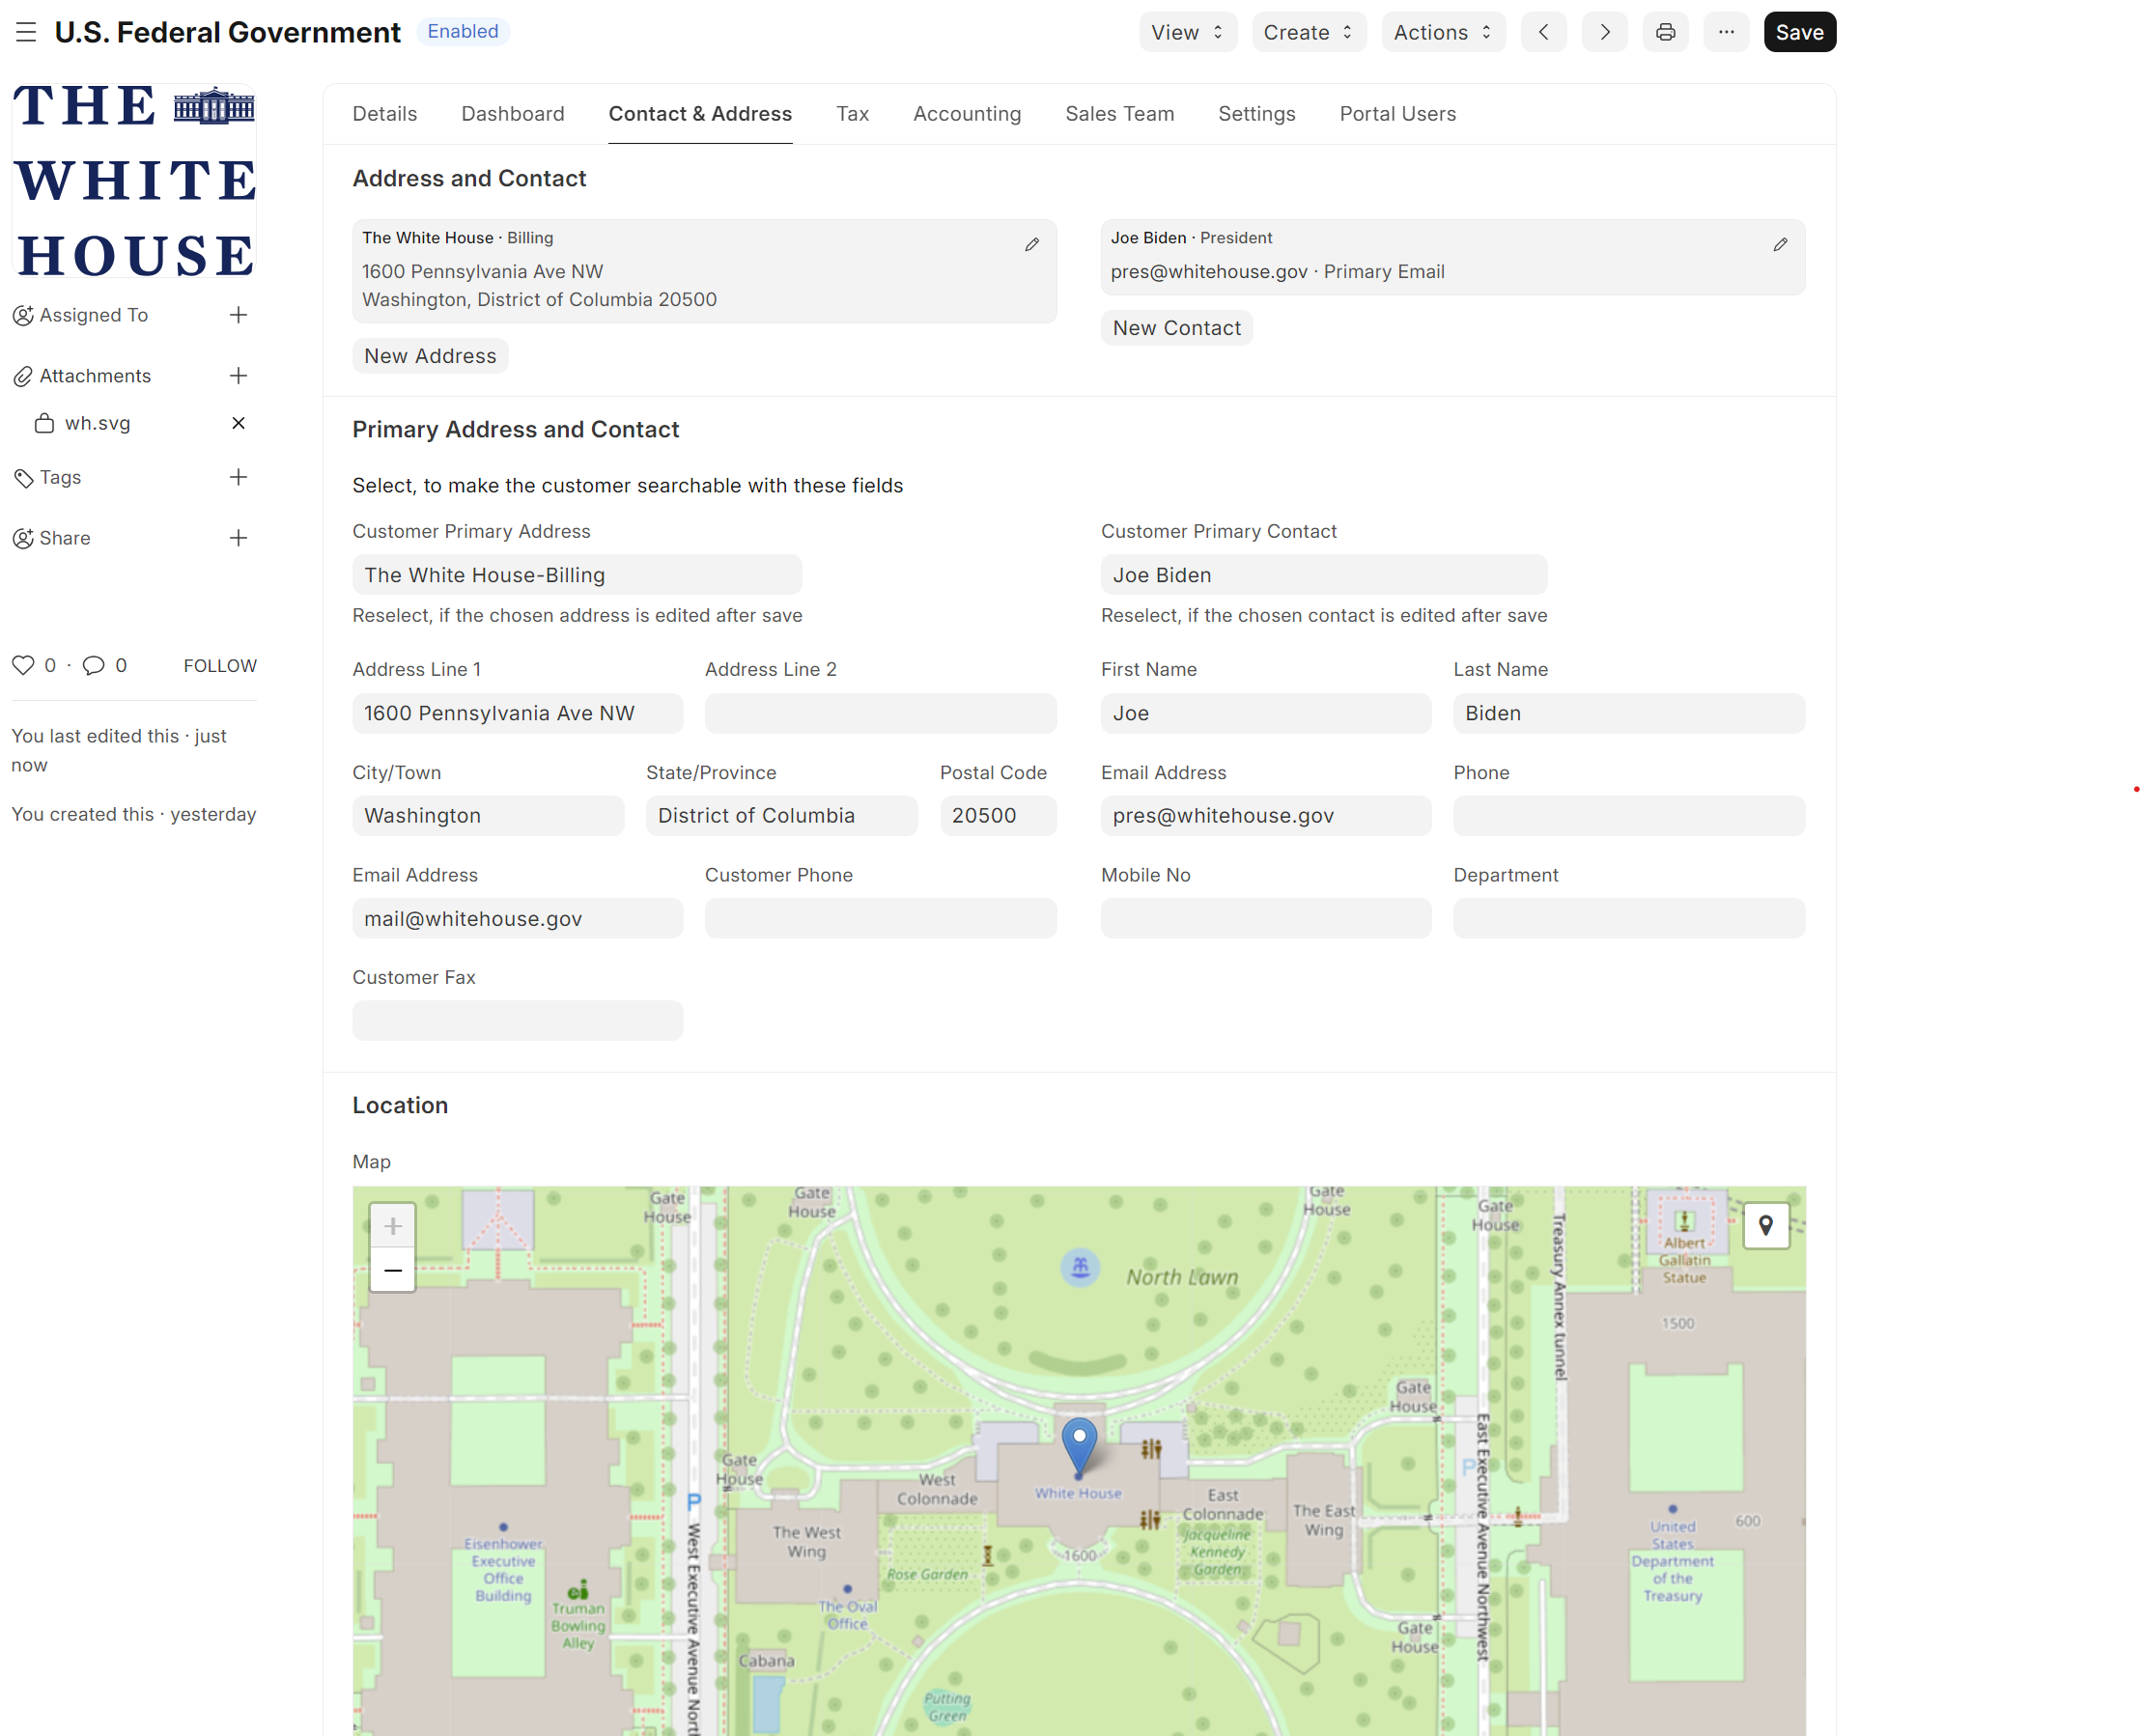 U.S. Federal Government
Enabled
View
Create
Actions
Save
THE
WHITE
HOUSE
Assigned To
Attachments
wh.svg
Tags
Share
0 · 0 FOLLOW
You last edited this · just
now
You created this · yesterday
Details Dashboard Contact & Address Tax Accounting Sales Team Settings Portal Users
Address and Contact
The White House · Billing
1600 Pennsylvania Ave NW
Washington, District of Columbia 20500
New Address
Joe Biden · President
pres@whitehouse.gov · Primary Email
New Contact
Primary Address and Contact
Select, to make the customer searchable with these fields
Customer Primary Address
The White House-Billing
Reselect, if the chosen address is edited after save
Customer Primary Contact
Joe Biden
Reselect, if the chosen contact is edited after save
Address Line 1
1600 Pennsylvania Ave NW
Address Line 2
First Name
Joe
Last Name
Biden
City/Town
Washington
State/Province
District of Columbia
Postal Code
20500
Email Address
pres@whitehouse.gov
Phone
Email Address
mail@whitehouse.gov
Customer Phone
Mobile No
Department
Customer Fax
Location
Map
Gate
House
Gate
House
Gate
House
Gate
House
Treasury Annex tunnel
Albert
Gallatin
Statue
North Lawn
1500
Gate
House
Gate
House
West
Colonnade
White House
East
Colonnade
The East
Wing
The West
Wing
P
P
Jacqueline
Kennedy
Garden
1600
Rose Garden
The Oval
Office
Eisenhower
Executive
Office
Building
Truman
Bowling
Alley
West Executive Avenue Nort
East Executive Avenue Northwest
United
States
Department
of the
Treasury
600
Gate
House
Cabana
Putting
Green